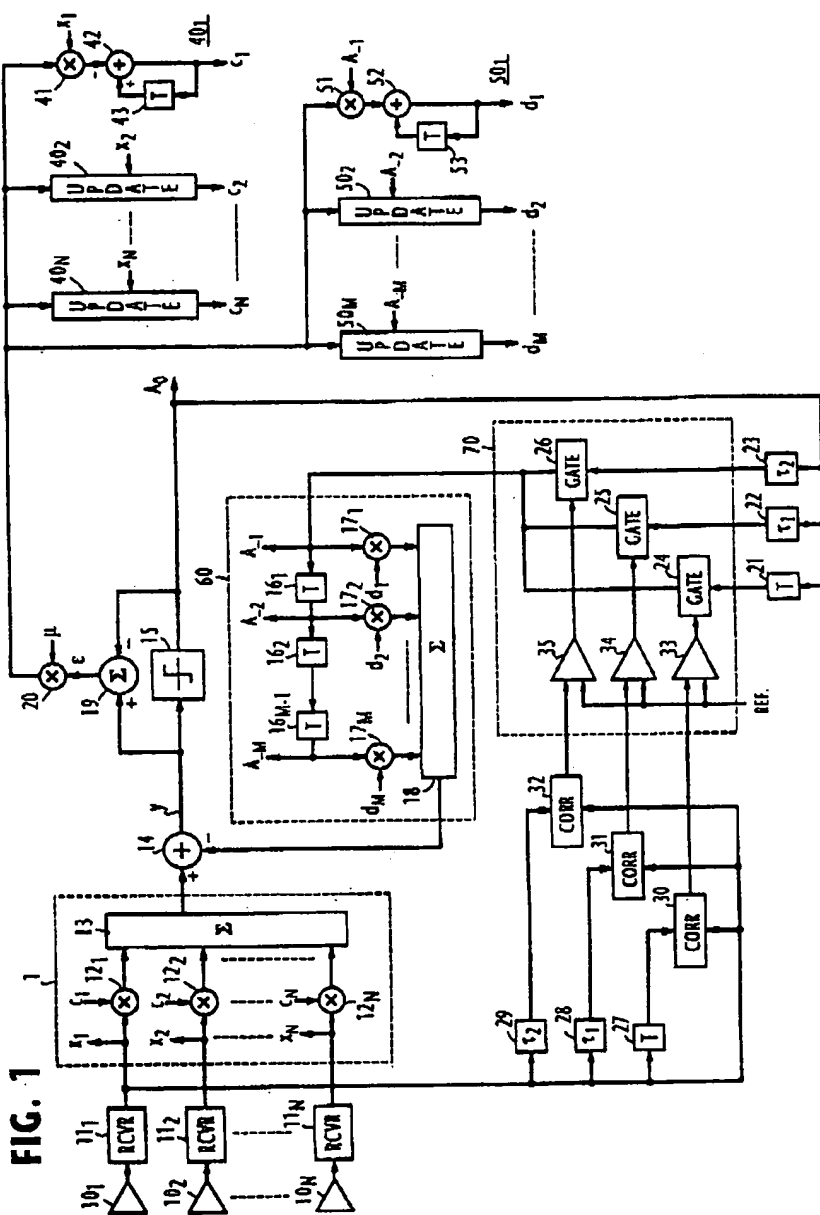 FIG. 1
10₁
10₂
10N
11₁
RCVR
11₂
RCVR
11N
RCVR
1
x₁
C₁
12₁
x₂
C₂
12₂
xN
CN
12N
13
Σ
14
+
-
y
15
A₀
19
Σ
+
-
ε
20
μ
60
A₋M
16M-1
T
16₂
T
A₋₂
16₁
T
A₋₁
dM
17M
d₂
17₂
d₁
17₁
18
Σ
40N
UPDATE
xN
CN
40₂
UPDATE
x₂
C₂
41
x₁
42
-
+
43
T
C₁
40₁
50M
UPDATE
A₋M
dM
50₂
UPDATE
A₋₂
d₂
51
A₋₁
52
+
53
T
d₁
50₁
29
τ₂
28
τ₁
27
T
32
CORR
31
CORR
30
CORR
35
34
33
REF.
70
26
GATE
25
GATE
24
GATE
23
τ₂
22
τ₁
21
T